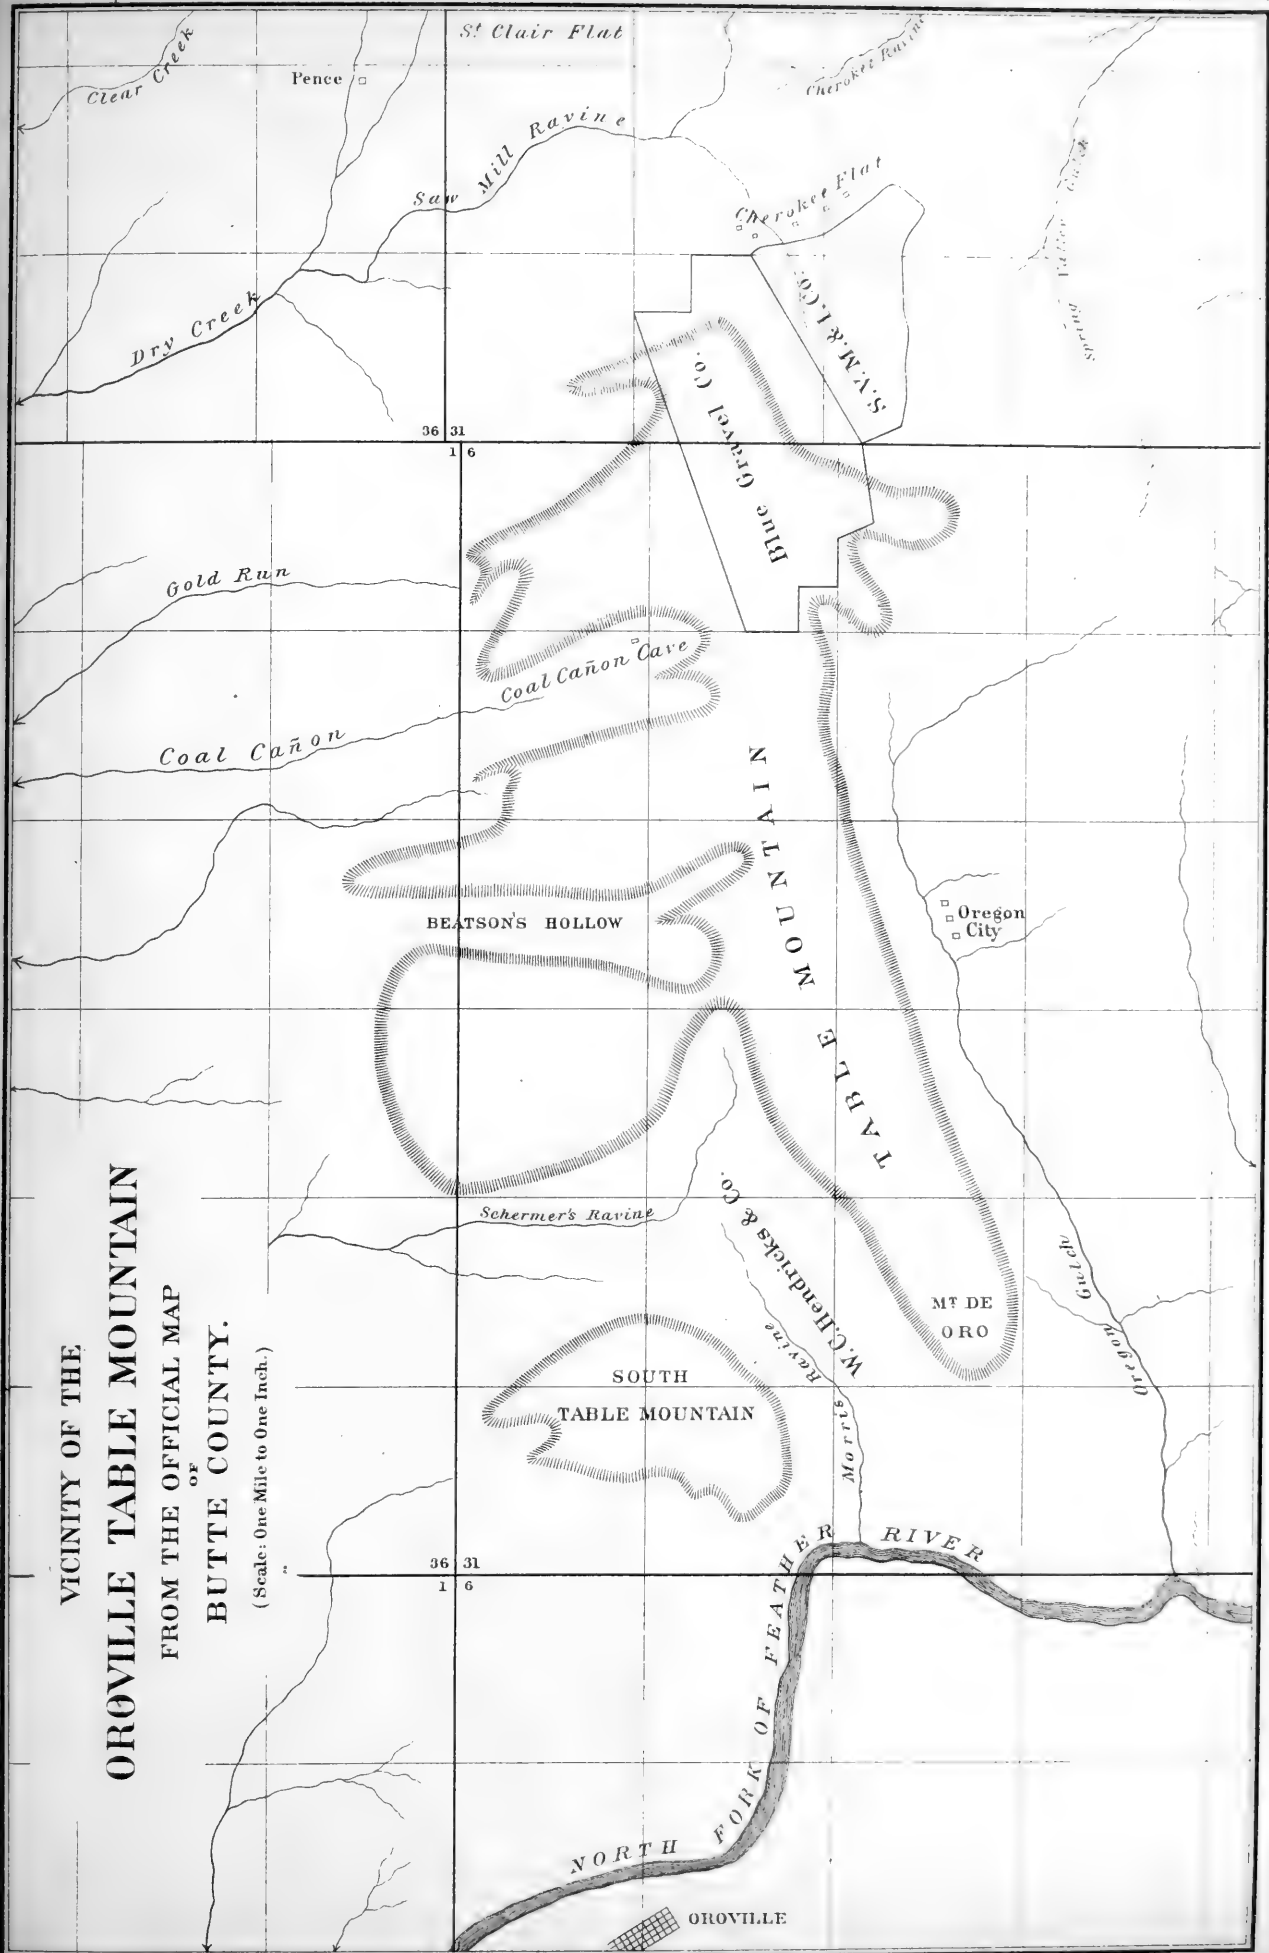 St Clair Flat
Clear Creek
Pence
Cherokee Ravine
Saw Mill Ravine
Cherokee Flat
Spring Valley Gulch
Dry Creek
S.V.M.&I.Co.
Blue Gravel Co.
36 31
1 6
Gold Run
Coal Cañon Cave
Coal Cañon
TABLE MOUNTAIN
Oregon
City
BEATSON'S HOLLOW
Schermer's Ravine
W.C.Hendricks & Co.
MT DE
ORO
Oregon Gulch
SOUTH
TABLE MOUNTAIN
Morris Ravine
VICINITY OF THE
OROVILLE TABLE MOUNTAIN
FROM THE OFFICIAL MAP
OF
BUTTE COUNTY.
(Scale: One Mile to One Inch.)
36 31
1 6
NORTH FORK OF FEATHER RIVER
OROVILLE